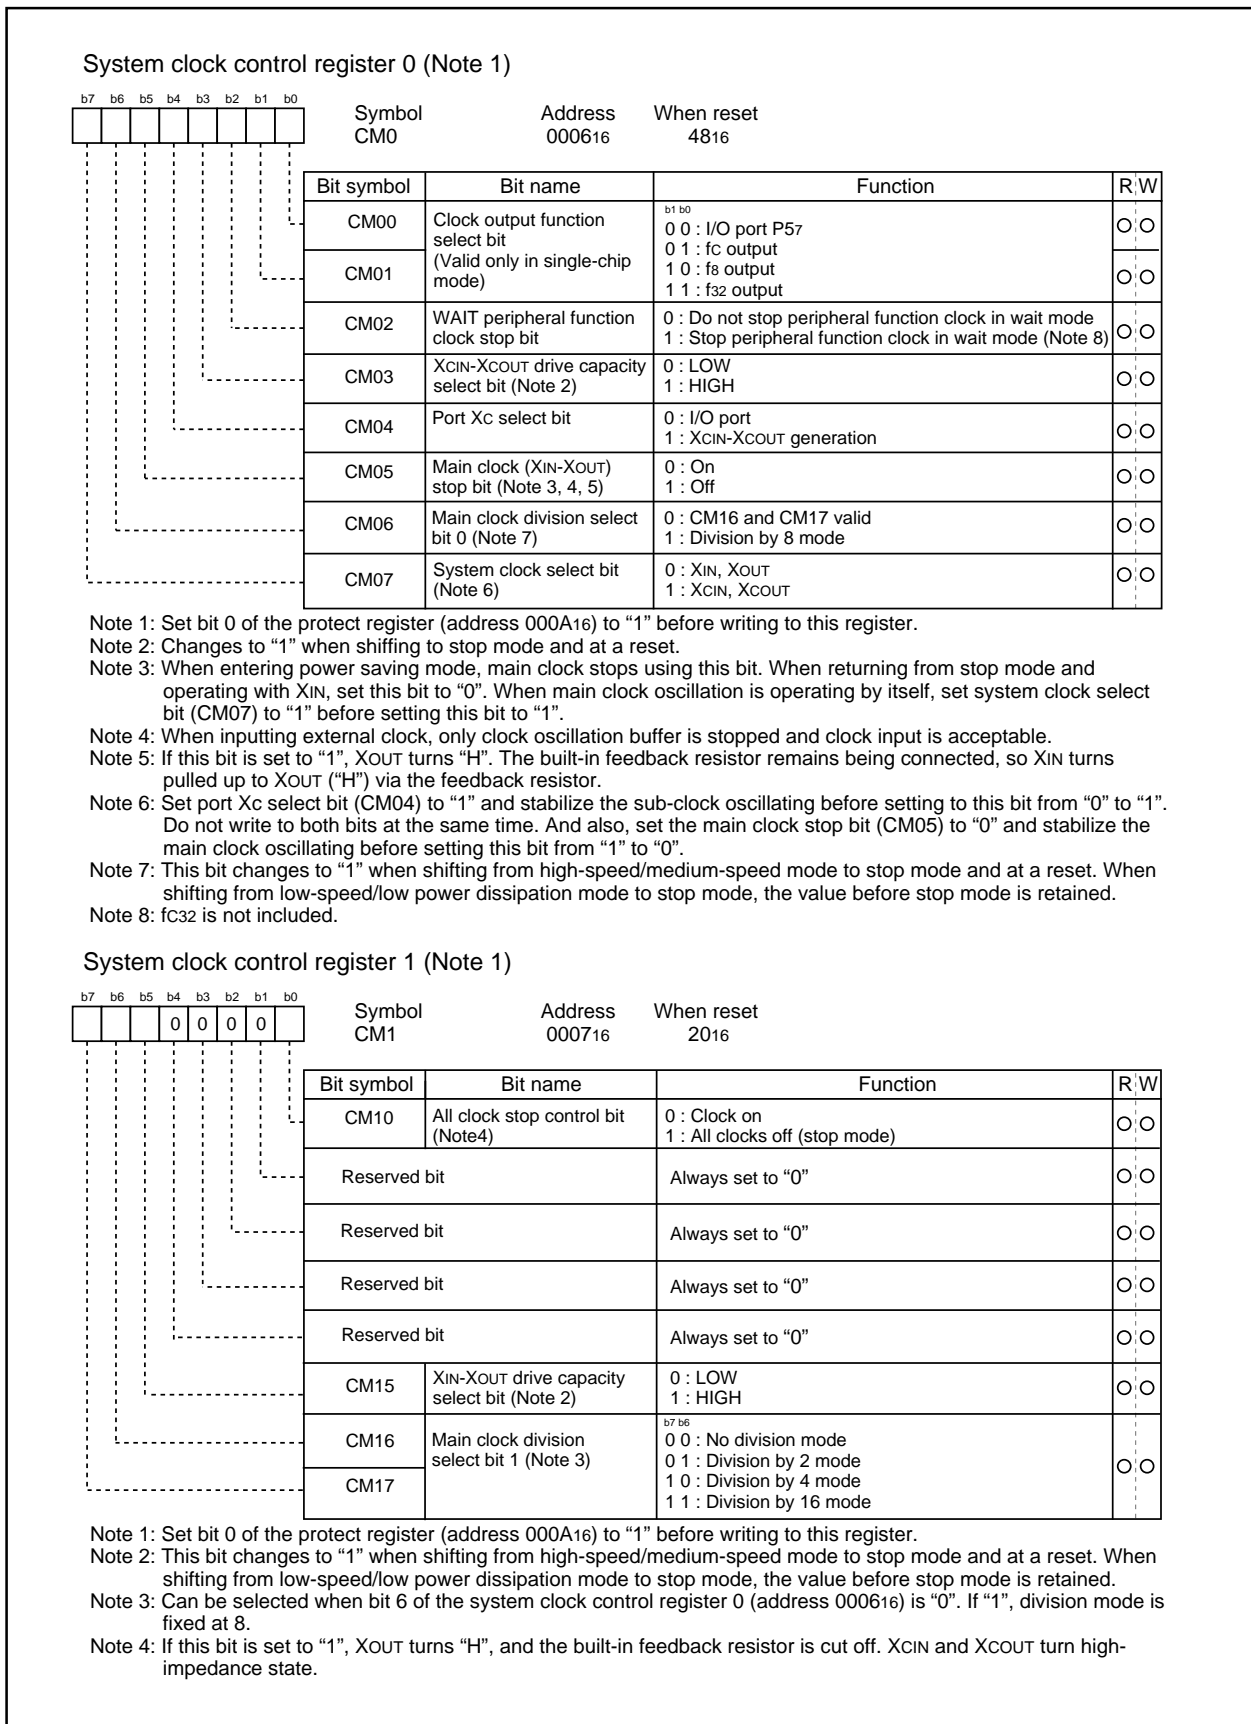 System clock control register 0 (Note 1)
b7 b6 b5 b4 b3 b2 b1 b0
Symbol Address When reset
CM0 000616 4816
Bit symbol Bit name Function R W
CM00 Clock output function select bit (Valid only in single-chip mode) b1 b0
0 0 : I/O port P57
0 1 : fC output
CM01 1 0 : f8 output
1 1 : f32 output
CM02 WAIT peripheral function 0 : Do not stop peripheral function clock in wait mode
clock stop bit 1 : Stop peripheral function clock in wait mode (Note 8)
CM03 XCIN-XCOUT drive capacity 0 : LOW
select bit (Note 2) 1 : HIGH
CM04 Port XC select bit 0 : I/O port
1 : XCIN-XCOUT generation
CM05 Main clock (XIN-XOUT) 0 : On
stop bit (Note 3, 4, 5) 1 : Off
CM06 Main clock division select 0 : CM16 and CM17 valid
bit 0 (Note 7) 1 : Division by 8 mode
CM07 System clock select bit 0 : XIN, XOUT
(Note 6) 1 : XCIN, XCOUT
Note 1: Set bit 0 of the protect register (address 000A16) to “1” before writing to this register.
Note 2: Changes to “1” when shiffing to stop mode and at a reset.
Note 3: When entering power saving mode, main clock stops using this bit. When returning from stop mode and
operating with XIN, set this bit to “0”. When main clock oscillation is operating by itself, set system clock select
bit (CM07) to “1” before setting this bit to “1”.
Note 4: When inputting external clock, only clock oscillation buffer is stopped and clock input is acceptable.
Note 5: If this bit is set to “1”, XOUT turns “H”. The built-in feedback resistor remains being connected, so XIN turns
pulled up to XOUT (“H”) via the feedback resistor.
Note 6: Set port Xc select bit (CM04) to “1” and stabilize the sub-clock oscillating before setting to this bit from “0” to “1”.
Do not write to both bits at the same time. And also, set the main clock stop bit (CM05) to “0” and stabilize the
main clock oscillating before setting this bit from “1” to “0”.
Note 7: This bit changes to “1” when shifting from high-speed/medium-speed mode to stop mode and at a reset. When
shifting from low-speed/low power dissipation mode to stop mode, the value before stop mode is retained.
Note 8: fC32 is not included.
System clock control register 1 (Note 1)
b7 b6 b5 b4 b3 b2 b1 b0
0 0 0 0
Symbol Address When reset
CM1 000716 2016
Bit symbol Bit name Function R W
CM10 All clock stop control bit 0 : Clock on
(Note4) 1 : All clocks off (stop mode)
Reserved bit Always set to “0”
Reserved bit Always set to “0”
Reserved bit Always set to “0”
Reserved bit Always set to “0”
CM15 XIN-XOUT drive capacity 0 : LOW
select bit (Note 2) 1 : HIGH
b7 b6
CM16 Main clock division 0 0 : No division mode
select bit 1 (Note 3) 0 1 : Division by 2 mode
CM17 1 0 : Division by 4 mode
1 1 : Division by 16 mode
Note 1: Set bit 0 of the protect register (address 000A16) to “1” before writing to this register.
Note 2: This bit changes to “1” when shifting from high-speed/medium-speed mode to stop mode and at a reset. When
shifting from low-speed/low power dissipation mode to stop mode, the value before stop mode is retained.
Note 3: Can be selected when bit 6 of the system clock control register 0 (address 000616) is “0”. If “1”, division mode is
fixed at 8.
Note 4: If this bit is set to “1”, XOUT turns “H”, and the built-in feedback resistor is cut off. XCIN and XCOUT turn high-
impedance state.